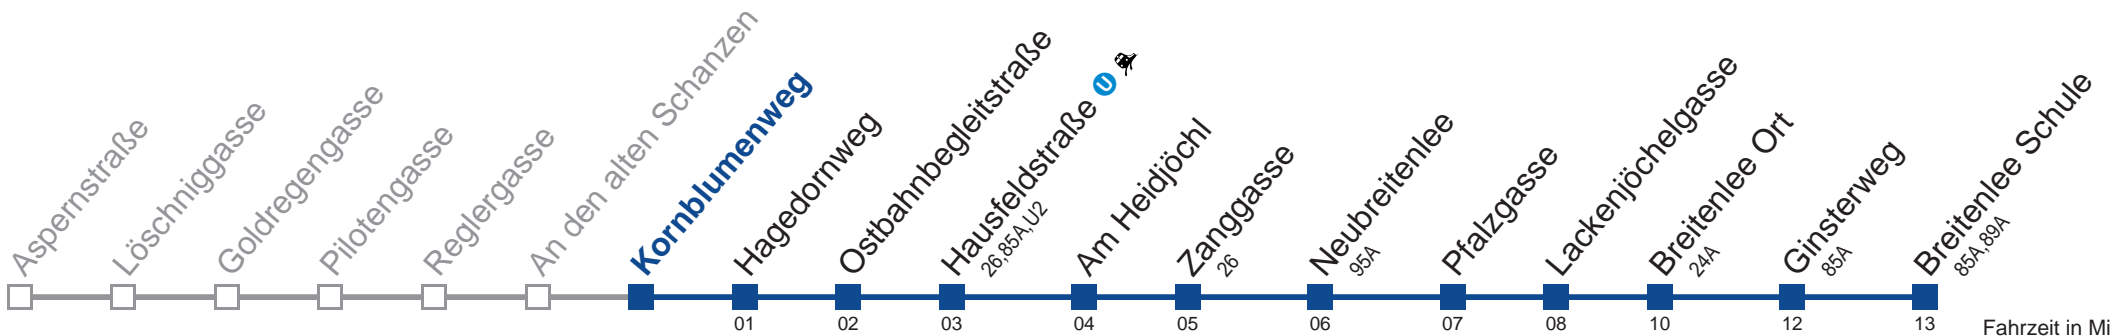 Aspernstraße
Löschniggasse
Goldregengasse
Pilotengasse
Reglergasse
An den alten Schanzen
Kornblumenweg
Hagedornweg
Ostbahnbegleitstraße
Hausfeldstraße U
26,85A,U2
Am Heidjöchl
Zanggasse
26
Neubreitenlee
95A
Pfalzgasse
Lackenjöchelgasse
Breitenlee Ort
24A
Ginsterweg
85A
Breitenlee Schule
85A,89A
01 02 03 04 05 06 07 08 10 12 13 Fahrzeit in Mi